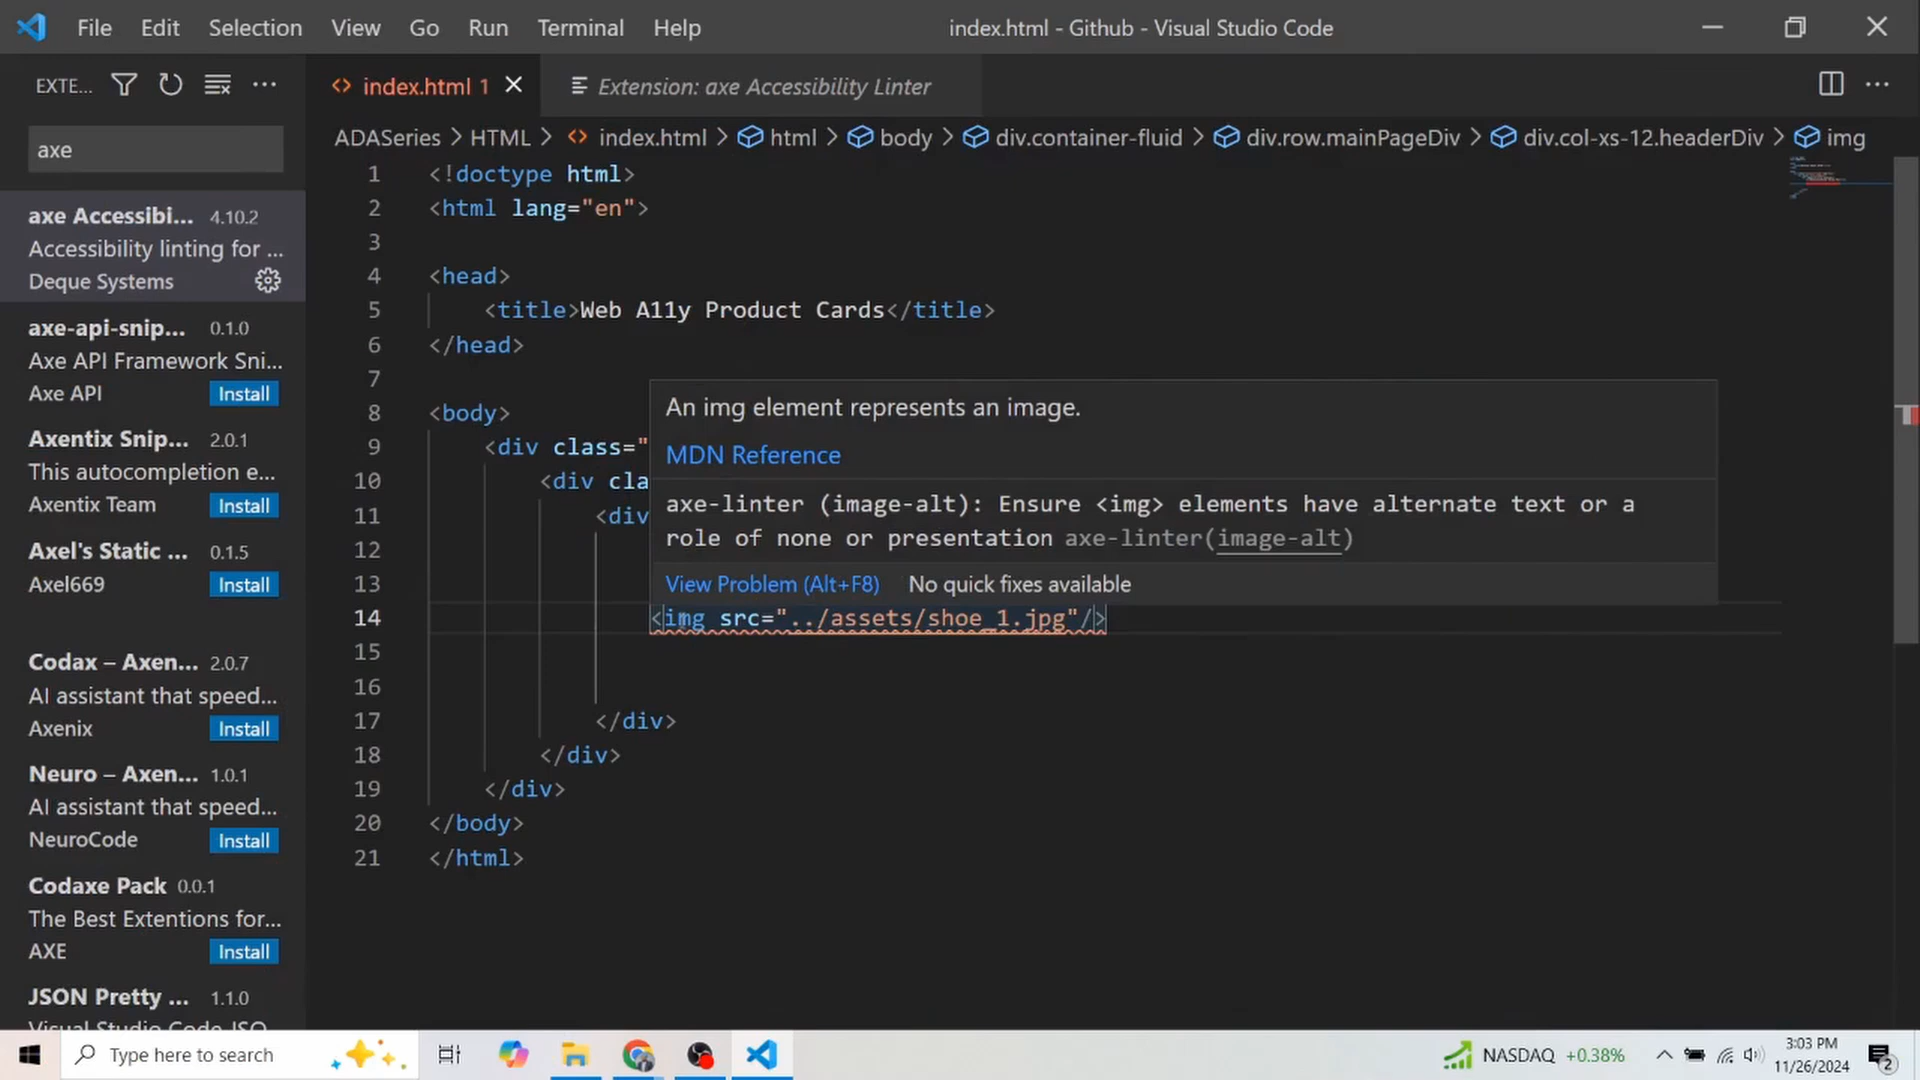 File Edit Selection View Go Run Terminal Help
index.html - Github - Visual Studio Code
EXTE...
axe
axe Accessibi... 4.10.2
Accessibility linting for ...
Deque Systems
axe-api-snip... 0.1.0
Axe API Framework Sni...
Axe API Install
Axentix Snip... 2.0.1
This autocompletion e...
Axentix Team Install
Axel's Static ... 0.1.5
Axel669 Install
Codax – Axen... 2.0.7
AI assistant that speed...
Axenix Install
Neuro – Axen... 1.0.1
AI assistant that speed...
NeuroCode Install
Codaxe Pack 0.0.1
The Best Extentions for...
AXE Install
JSON Pretty ... 1.1.0
Visual Studio Code JSO
index.html 1
Extension: axe Accessibility Linter
ADASeries > HTML > index.html > html > body > div.container-fluid > div.row.mainPageDiv > div.col-xs-12.headerDiv > img
1 <!doctype html>
2 <html lang="en">
3
4 <head>
5 <title>Web A11y Product Cards</title>
6 </head>
7
8 <body>
9 <div class="
10 <div cla
11 <div
12
13
14 <img src="../assets/shoe_1.jpg"/>
15
16
17 </div>
18 </div>
19 </div>
20 </body>
21 </html>
An img element represents an image.
MDN Reference
axe-linter (image-alt): Ensure <img> elements have alternate text or a
role of none or presentation axe-linter(image-alt)
View Problem (Alt+F8) No quick fixes available
Type here to search
NASDAQ +0.38%
3:03 PM
11/26/2024
2